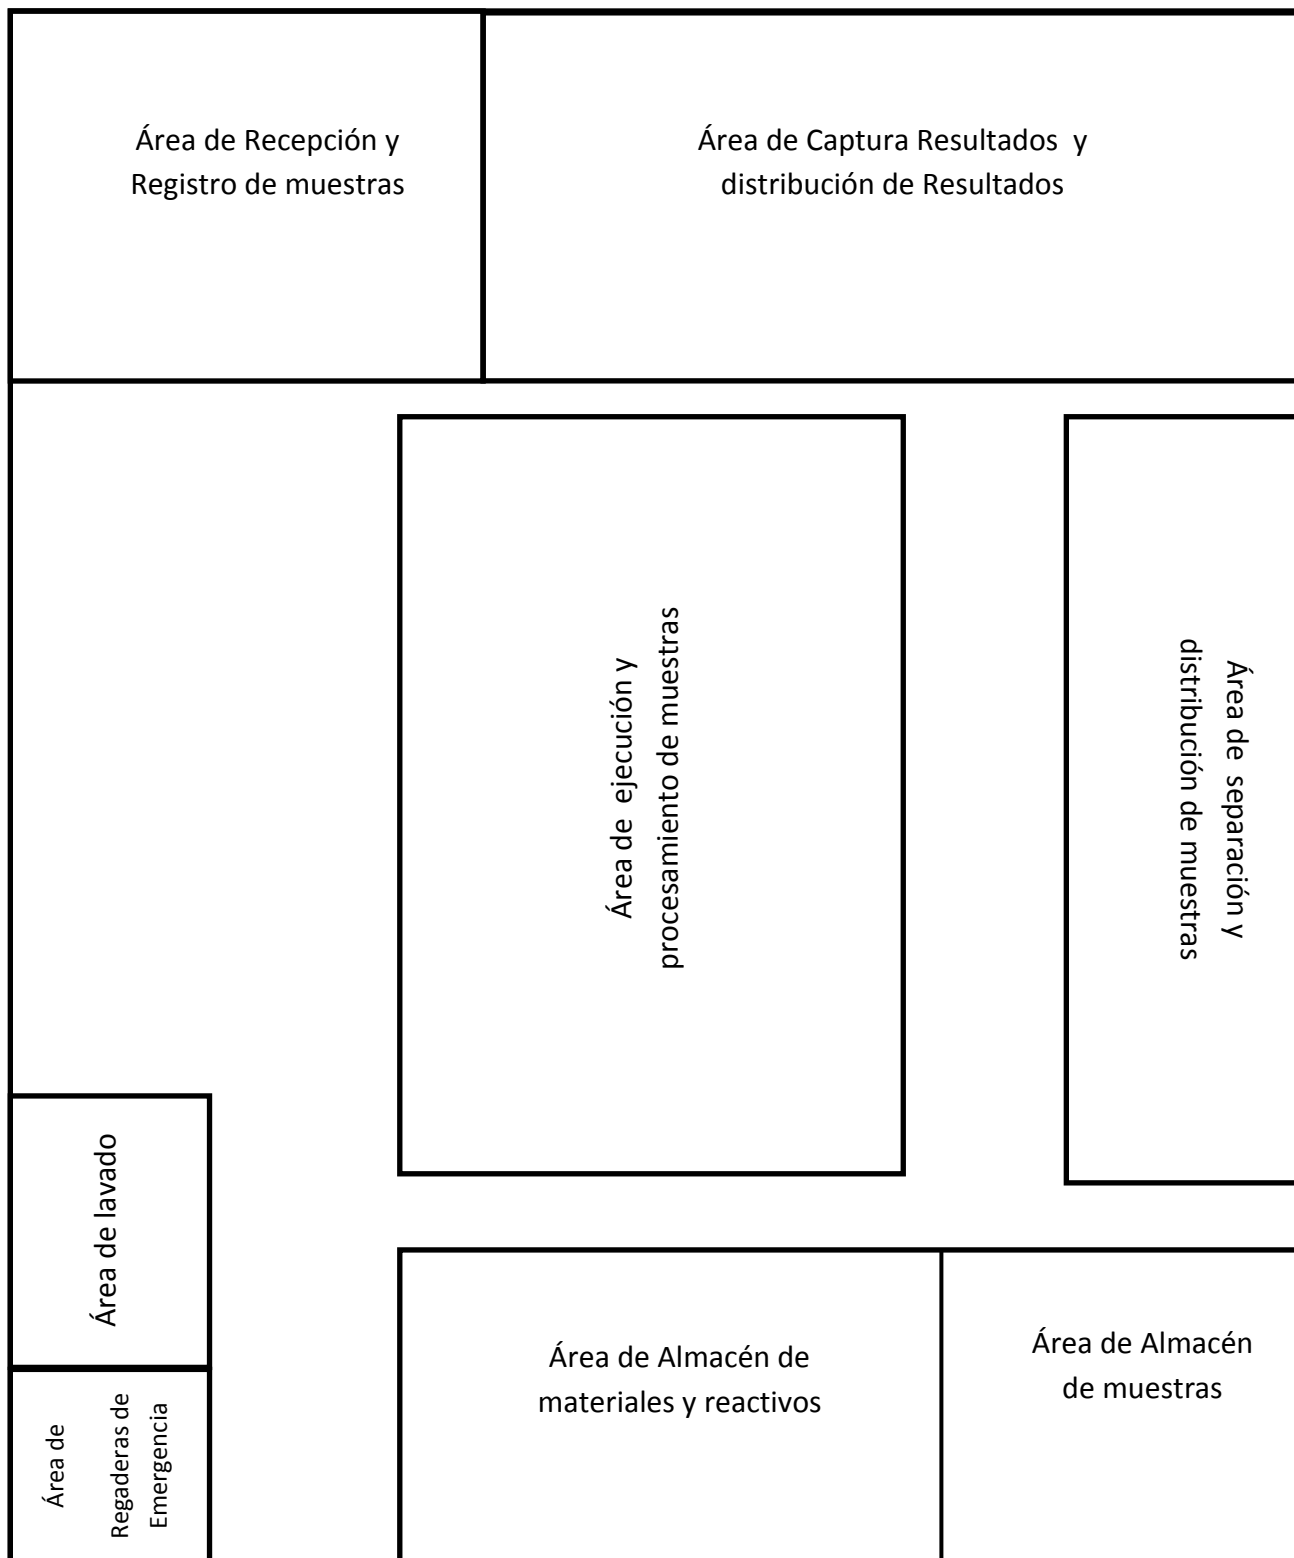 Área de Recepción y
Registro de muestras
Área de Captura Resultados y
distribución de Resultados
Área de ejecución y
procesamiento de muestras
Área de separación y
distribución de muestras
Área de lavado
Área de
Regaderas de
Emergencia
Área de Almacén de
materiales y reactivos
Área de Almacén
de muestras